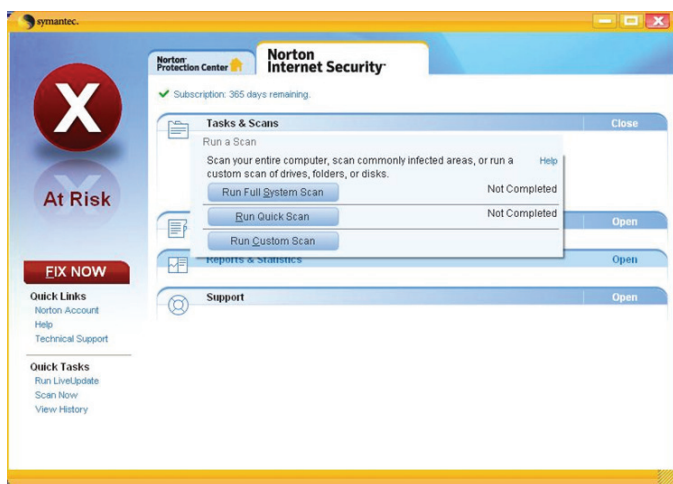 symantec.
Norton
Protection Center
Norton
Internet Security
Subscription: 365 days remaining.
X
At Risk
FIX NOW
Quick Links
Norton Account
Help
Technical Support
Quick Tasks
Run LiveUpdate
Scan Now
View History
Tasks & Scans Close
Run a Scan
Scan your entire computer, scan commonly infected areas, or run a Help
custom scan of drives, folders, or disks.
Run Full System Scan Not Completed
Run Quick Scan Not Completed
Open
Run Custom Scan
Reports & Statistics Open
Support Open